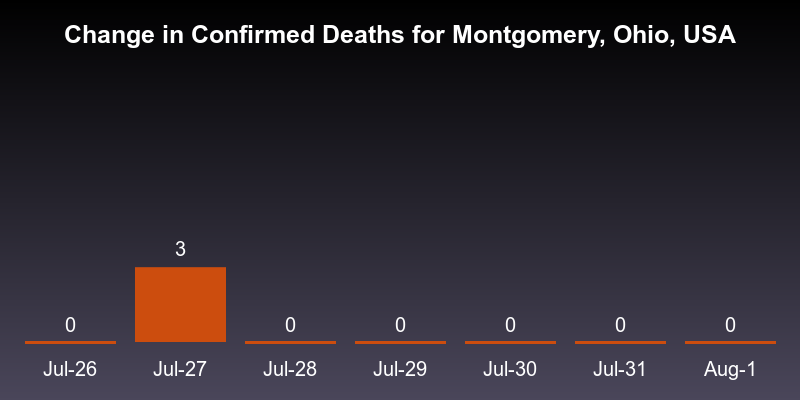 Change in Confirmed Deaths for Montgomery, Ohio, USA
3
0 0 0 0 0 0
Jul-26 Jul-27 Jul-28 Jul-29 Jul-30 Jul-31 Aug-1